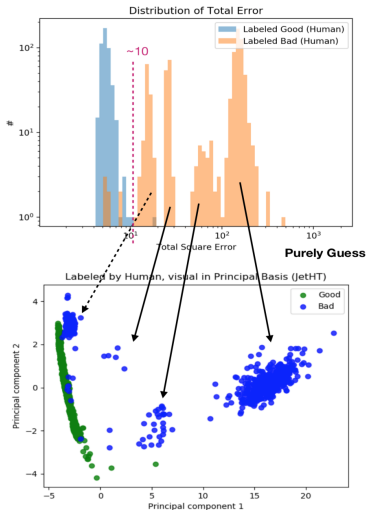 Distribution of Total Error
Labeled Good (Human)
Labeled Bad (Human)
~10
#
10²
10¹
10⁰
10¹
10²
10³
Total Square Error
Purely Guess
Labeled by Human, visual in Principal Basis (JetHT)
Good
Bad
Principal component 2
4
2
0
−2
−4
−5
0
5
10
15
20
Principal component 1